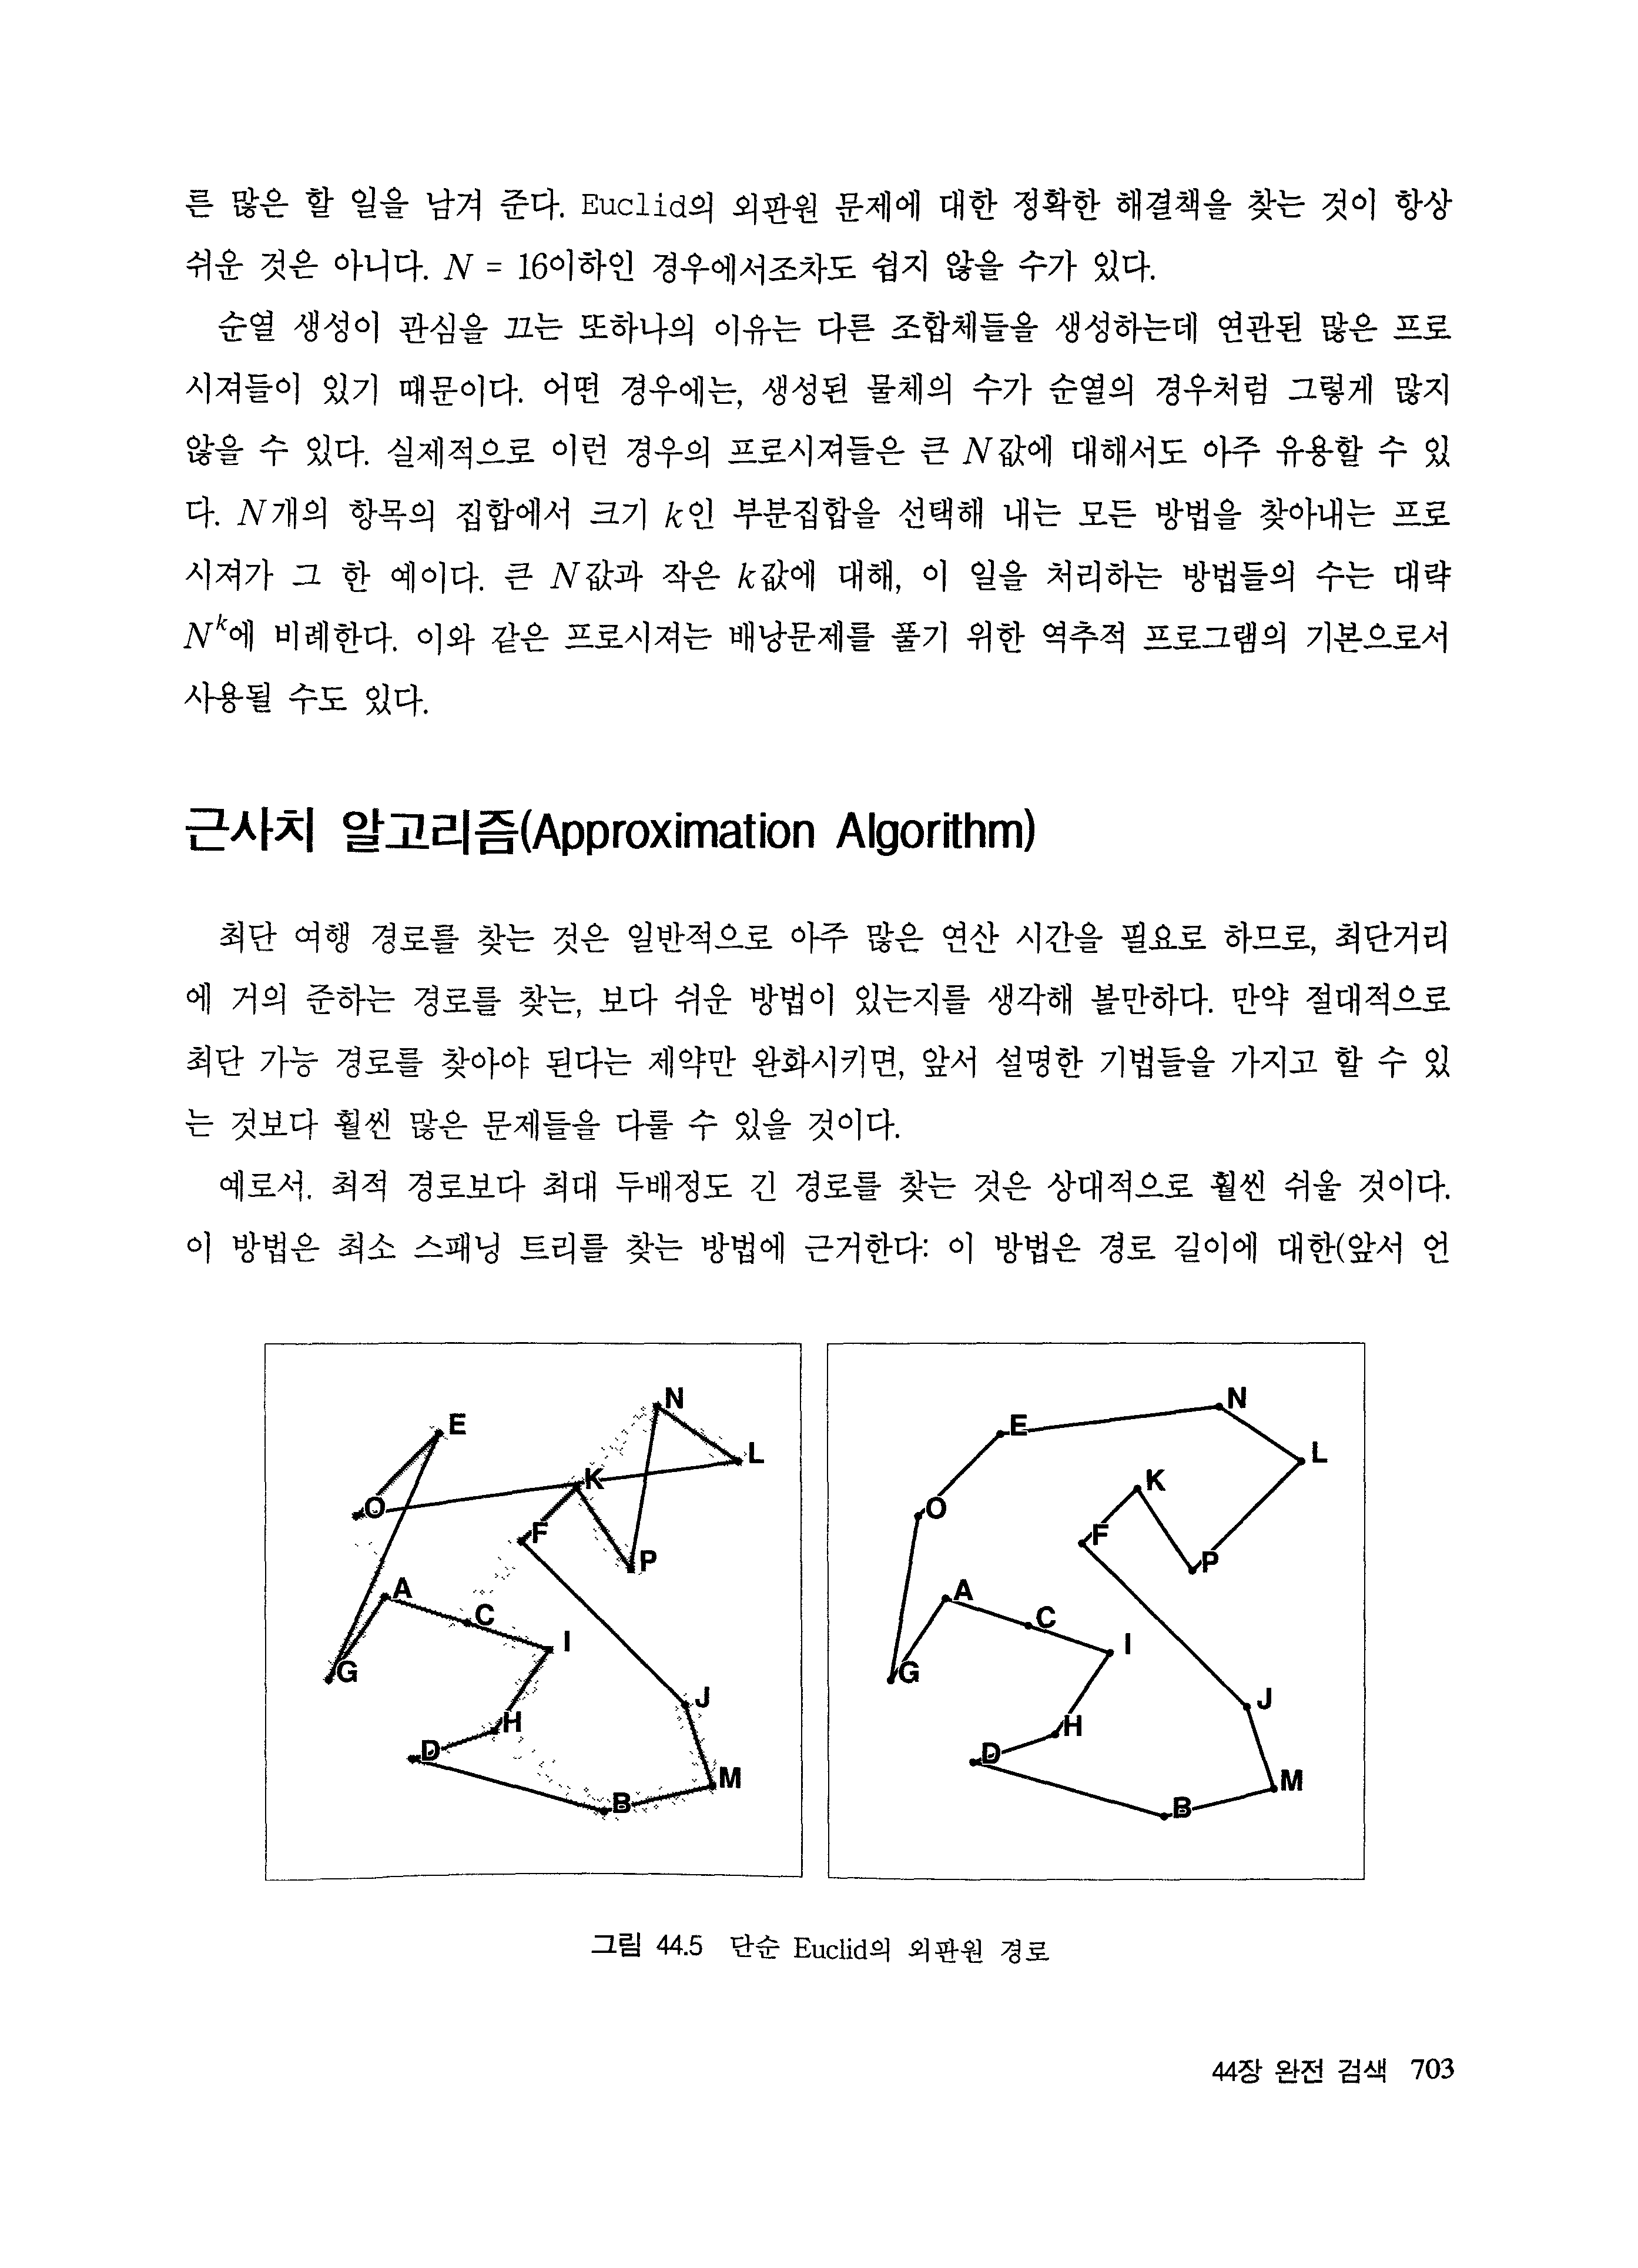 른 많은 할 일을 남겨 준다. Euclid의 외판원 문제에 대한 정확한 해결책을 찾는 것이 항상
쉬운 것은 아니다. N = 16이하인 경우에서조차도 쉽지 않을 수가 있다.
순열 생성이 관심을 끄는 또하나의 이유는 다른 조합체들을 생성하는데 연관된 많은 프로
시져들이 있기 때문이다. 어떤 경우에는, 생성된 물체의 수가 순열의 경우처럼 그렇게 많지
않을 수 있다. 실제적으로 이런 경우의 프로시져들은 큰 N값에 대해서도 아주 유용할 수 있
다. N개의 항목의 집합에서 크기 k인 부분집합을 선택해 내는 모든 방법을 찾아내는 프로
시져가 그 한 예이다. 큰 N값과 작은 k값에 대해, 이 일을 처리하는 방법들의 수는 대략
N^k에 비례한다. 이와 같은 프로시져는 배낭문제를 풀기 위한 역추적 프로그램의 기본으로서
사용될 수도 있다.
근사치 알고리즘(Approximation Algorithm)
최단 여행 경로를 찾는 것은 일반적으로 아주 많은 연산 시간을 필요로 하므로, 최단거리
에 거의 준하는 경로를 찾는, 보다 쉬운 방법이 있는지를 생각해 볼만하다. 만약 절대적으로
최단 가능 경로를 찾아야 된다는 제약만 완화시키면, 앞서 설명한 기법들을 가지고 할 수 있
는 것보다 훨씬 많은 문제들을 다룰 수 있을 것이다.
예로서. 최적 경로보다 최대 두배정도 긴 경로를 찾는 것은 상대적으로 훨씬 쉬울 것이다.
이 방법은 최소 스패닝 트리를 찾는 방법에 근거한다: 이 방법은 경로 길이에 대한(앞서 언
N
E
L
K
O
F
P
A
C
I
G
J
H
D
M
B
N
E
L
K
O
F
P
A
C
I
G
J
H
D
M
B
그림 44.5 단순 Euclid의 외판원 경로
44장 완전 검색 703